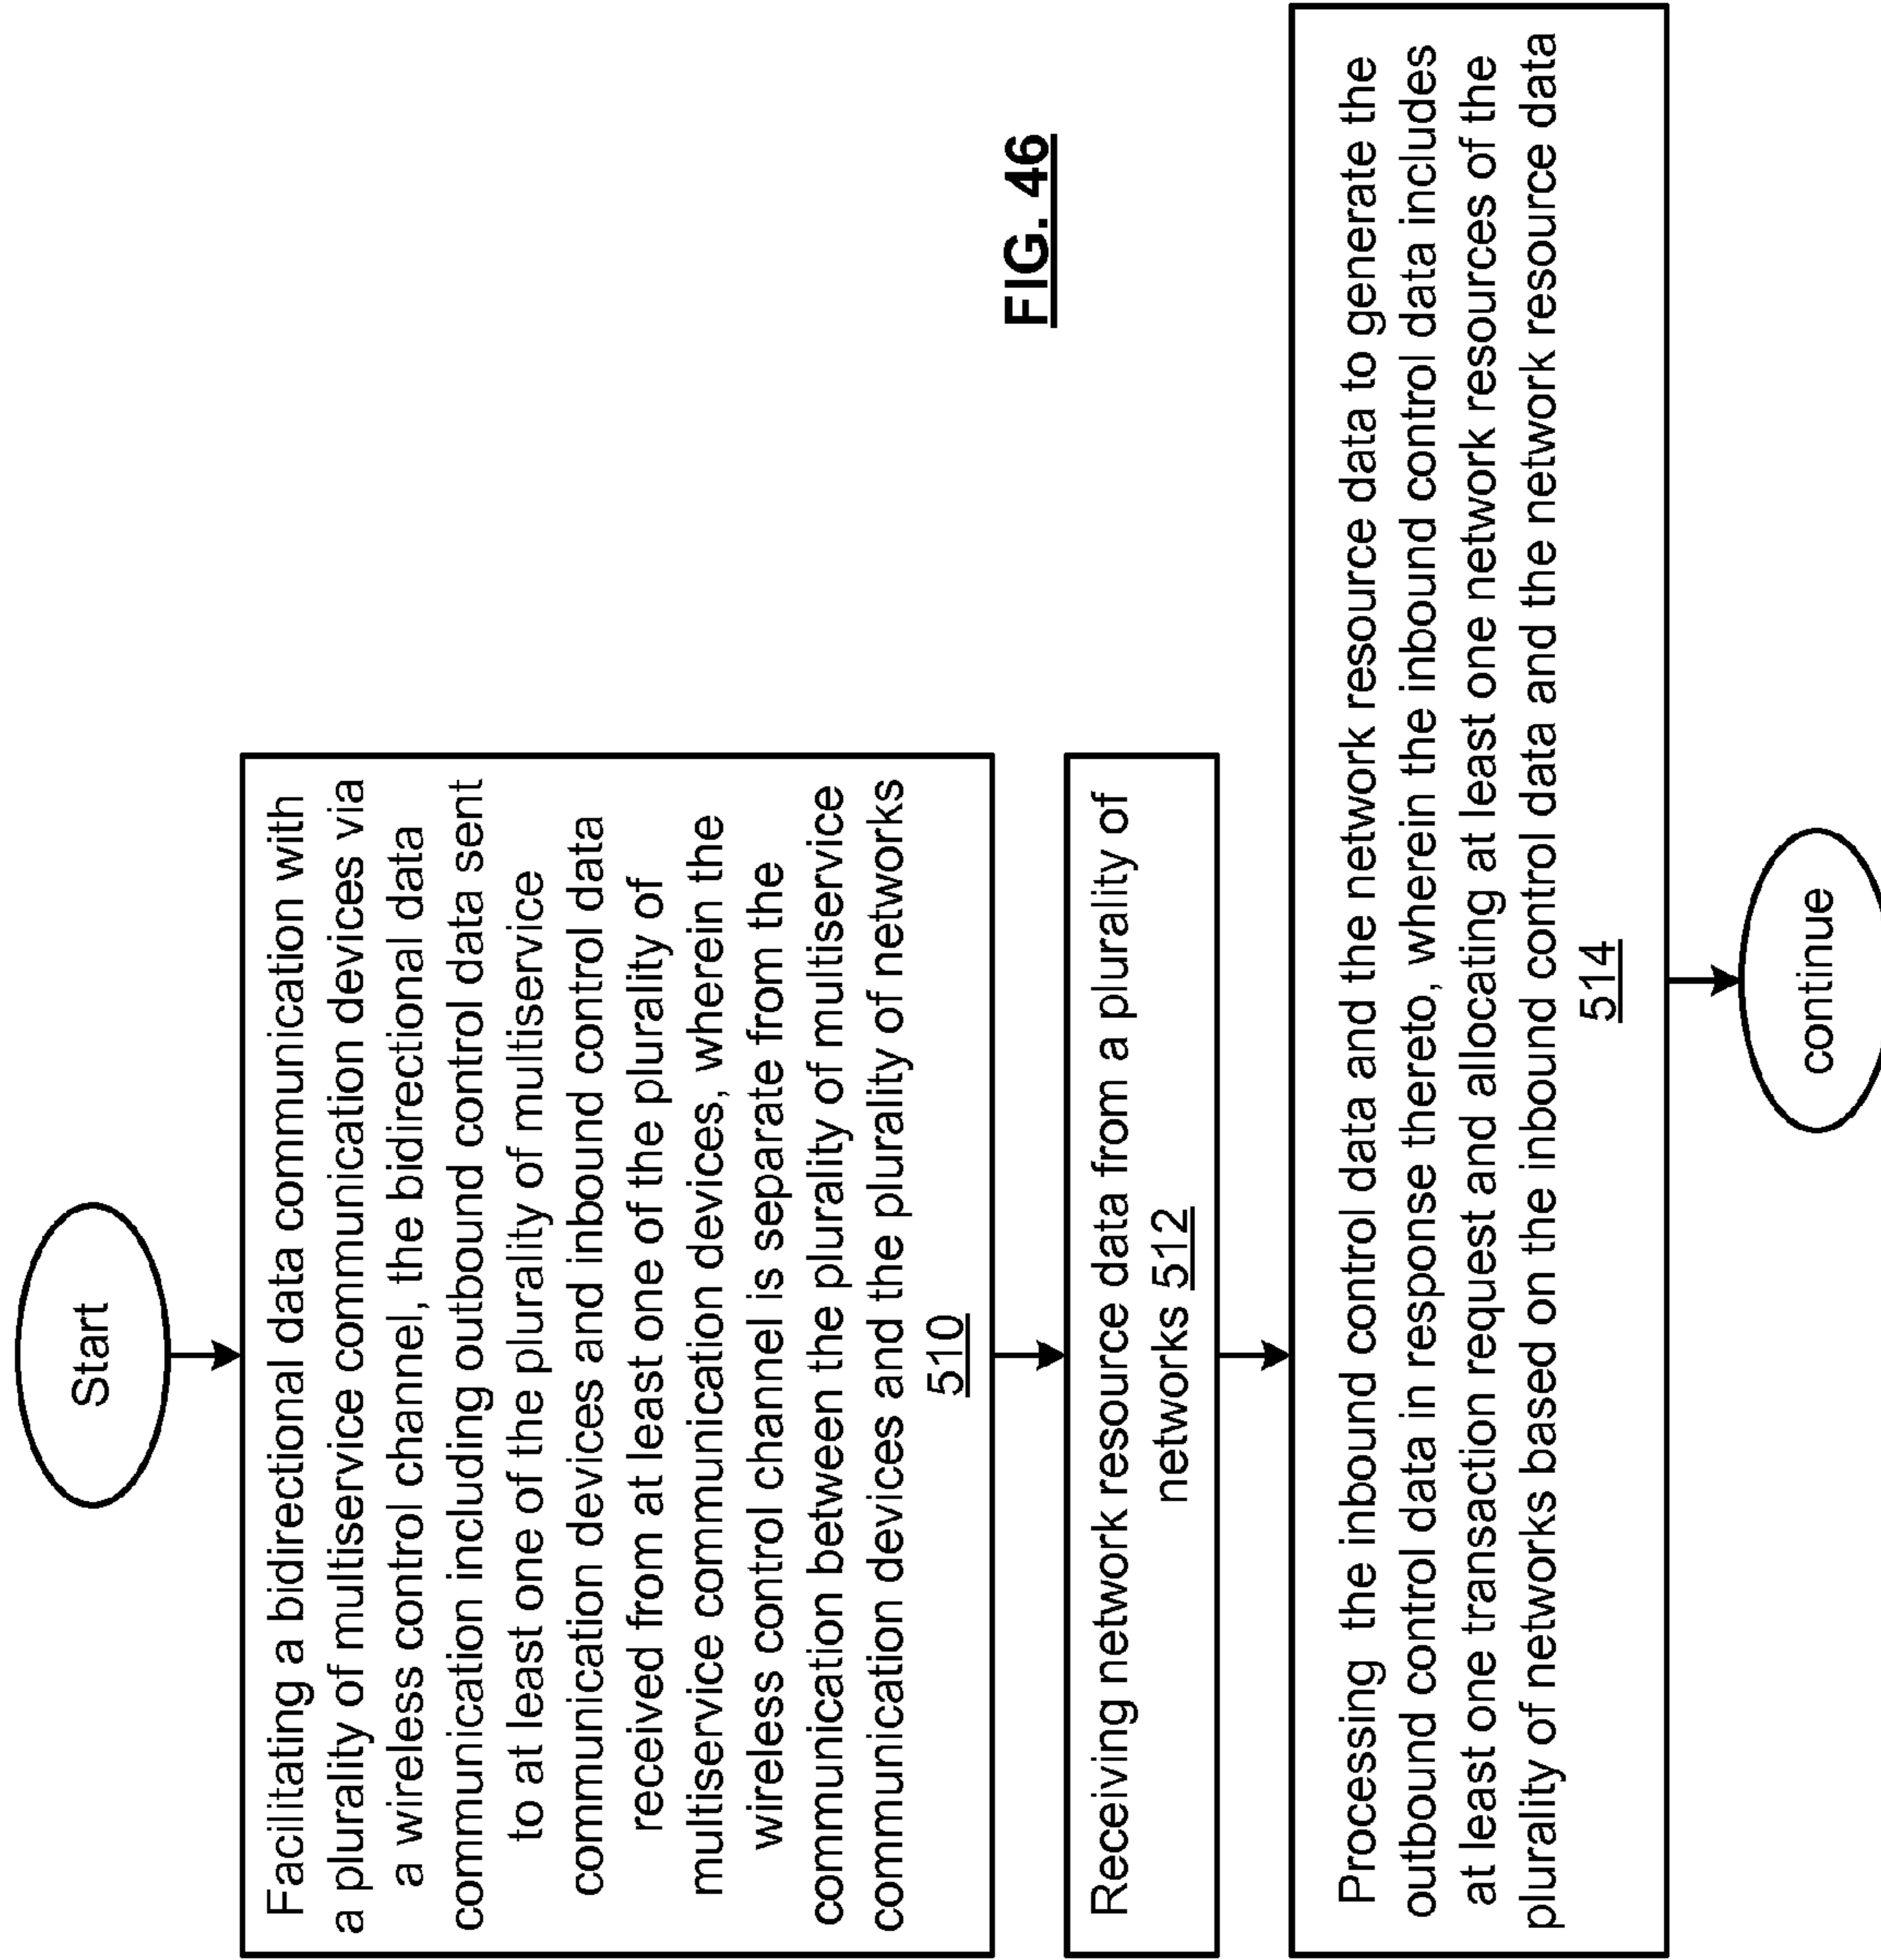 Start
Facilitating a bidirectional data communication with
a plurality of multiservice communication devices via
a wireless control channel, the bidirectional data
communication including outbound control data sent
to at least one of the plurality of multiservice
communication devices and inbound control data
received from at least one of the plurality of
multiservice communication devices, wherein the
wireless control channel is separate from the
communication between the plurality of multiservice
communication devices and the plurality of networks
510
Receiving network resource data from a plurality of
networks 512
Processing the inbound control data and the network resource data to generate the
outbound control data in response thereto, wherein the inbound control data includes
at least one transaction request and allocating at least one network resources of the
plurality of networks based on the inbound control data and the network resource data
514
continue
FIG. 46